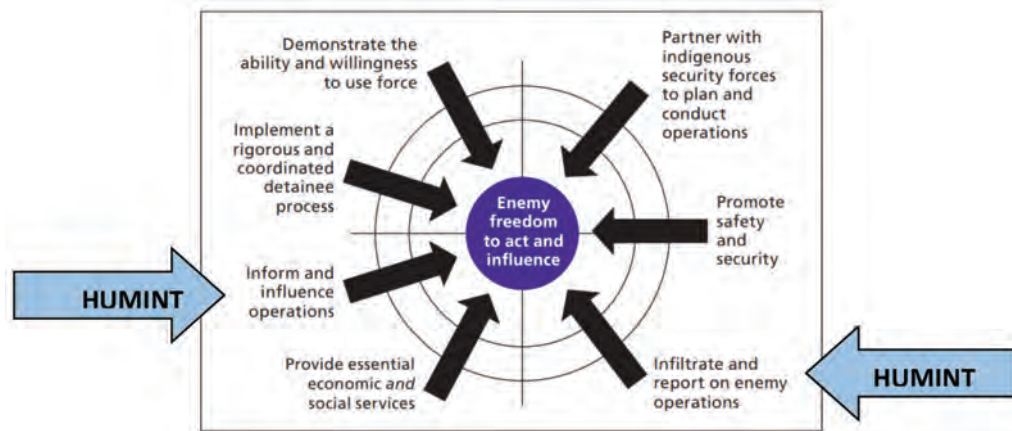 Demonstrate the
ability and willingness
to use force
Partner with
indigenous
security forces
to plan and
conduct
operations
Implement a
rigorous and
coordinated
detainee
process
Enemy
freedom
to act and
influence
Promote
safety
and
security
HUMINT
Inform and
influence
operations
Provide essential
economic and
social services
Infiltrate and
report on enemy
operations
HUMINT